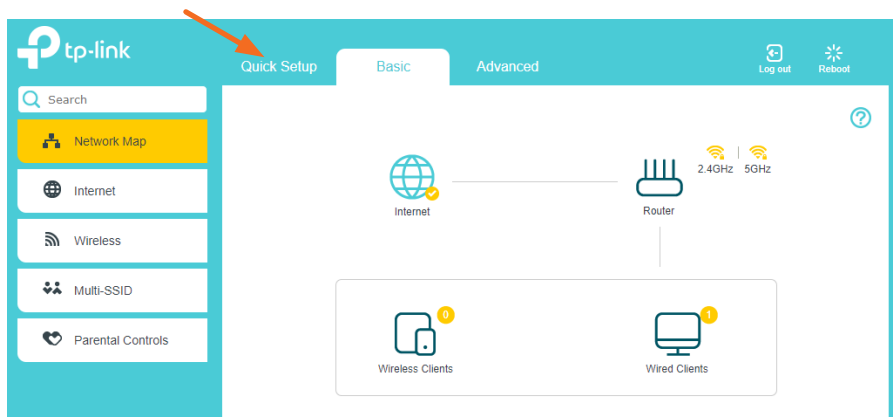 tp-link
Quick Setup
Basic
Advanced
Log out
Reboot
Search
Network Map
Internet
Wireless
Multi-SSID
Parental Controls
?
Internet
Router
2.4GHz | 5GHz
0
Wireless Clients
1
Wired Clients